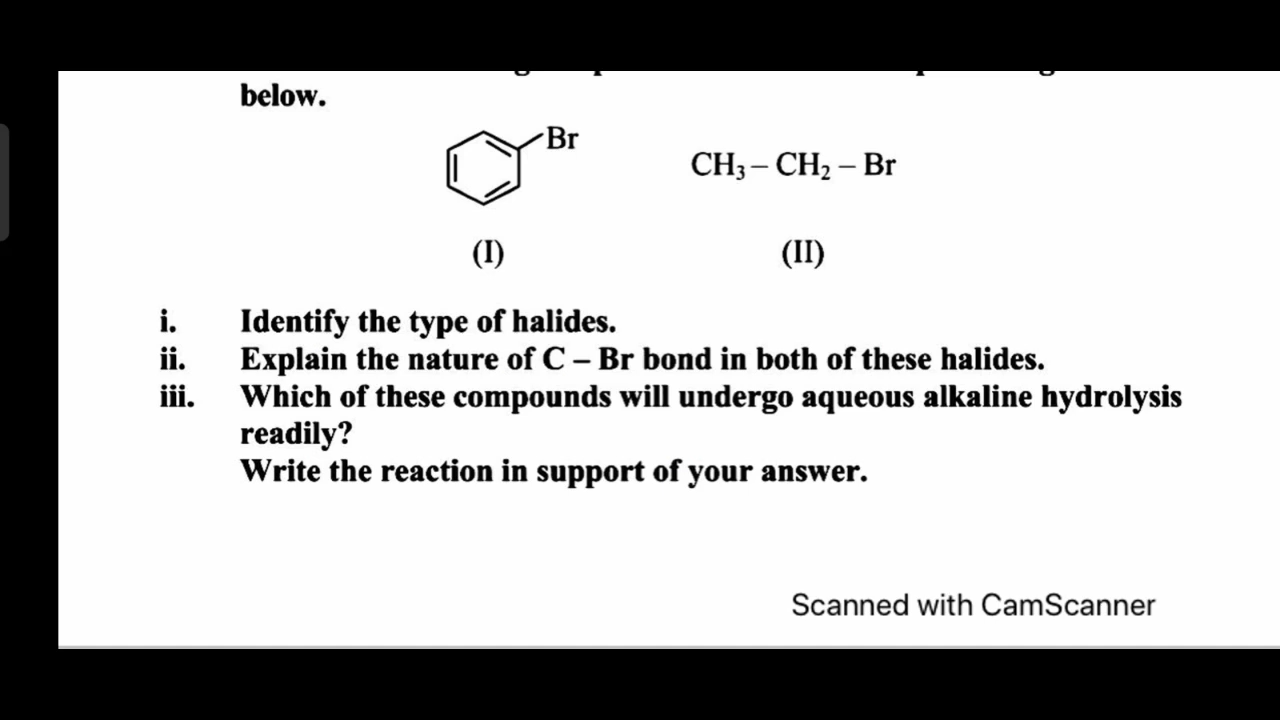 below.
Br
CH₃ – CH₂ – Br
(I) (II)
i. Identify the type of halides.
ii. Explain the nature of C – Br bond in both of these halides.
iii. Which of these compounds will undergo aqueous alkaline hydrolysis
readily?
Write the reaction in support of your answer.
Scanned with CamScanner